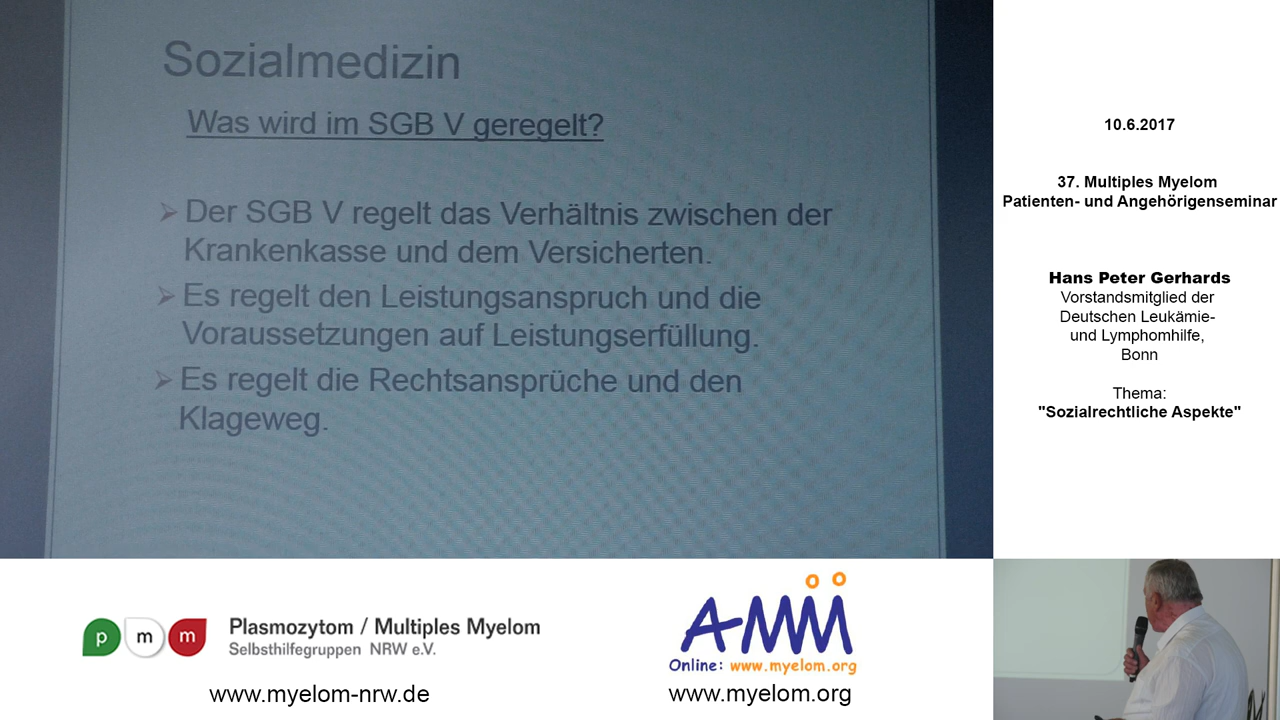 Sozialmedizin
Was wird im SGB V geregelt?
➢ Der SGB V regelt das Verhältnis zwischen der
Krankenkasse und dem Versicherten.
➢ Es regelt den Leistungsanspruch und die
Voraussetzungen auf Leistungserfüllung.
➢ Es regelt die Rechtsansprüche und den
Klageweg.
10.6.2017
37. Multiples Myelom
Patienten- und Angehörigenseminar
Hans Peter Gerhards
Vorstandsmitglied der
Deutschen Leukämie-
und Lymphomhilfe,
Bonn
Thema:
"Sozialrechtliche Aspekte"
p m m
Plasmozytom / Multiples Myelom
Selbsthilfegruppen NRW e.V.
www.myelom-nrw.de
AMM
Online: www.myelom.org
www.myelom.org